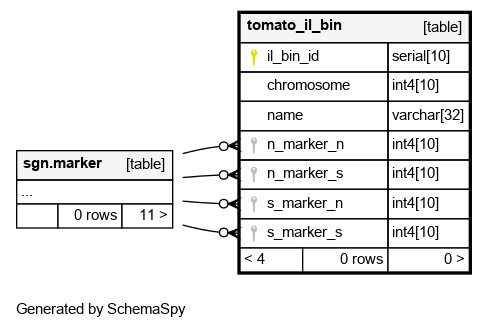 tomato_il_bin [table]
il_bin_id serial[10]
chromosome int4[10]
name varchar[32]
n_marker_n int4[10]
n_marker_s int4[10]
s_marker_n int4[10]
s_marker_s int4[10]
< 4 0 rows 0 >
sgn.marker [table]
...
0 rows 11 >
Generated by SchemaSpy